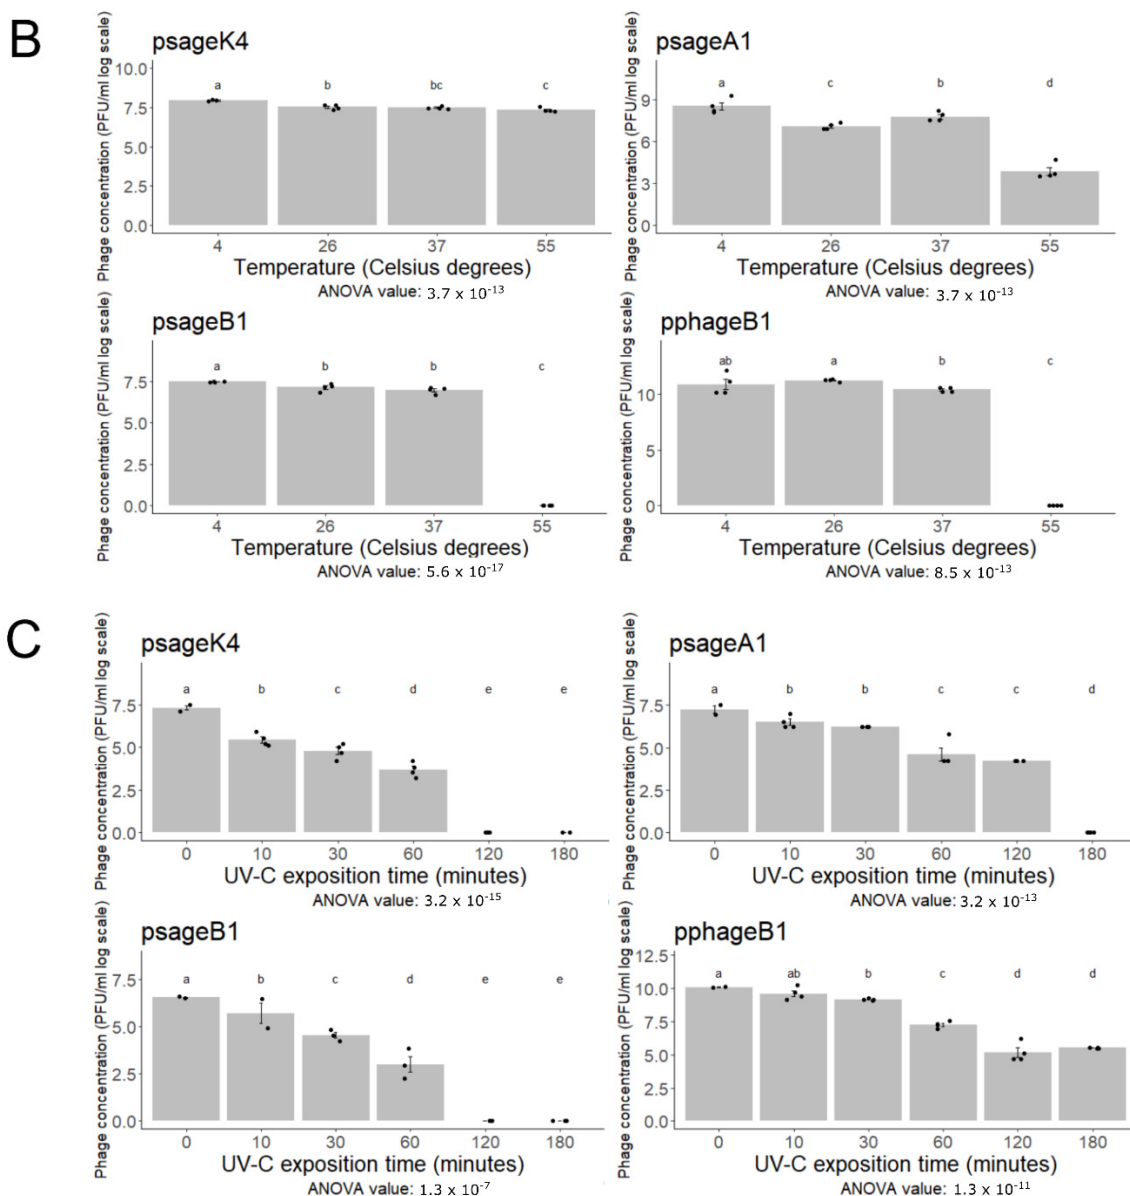 B
psageK4
Phage concentration (PFU/ml log scale)
10.0
7.5
5.0
2.5
0.0
a b bc c
4 26 37 55
Temperature (Celsius degrees)
ANOVA value: 3.7 x 10⁻¹³
psageA1
Phage concentration (PFU/ml log scale)
9
6
3
0
a c b d
4 26 37 55
Temperature (Celsius degrees)
ANOVA value: 3.7 x 10⁻¹³
psageB1
Phage concentration (PFU/ml log scale)
7.5
5.0
2.5
0.0
a b b c
4 26 37 55
Temperature (Celsius degrees)
ANOVA value: 5.6 x 10⁻¹⁷
pphageB1
Phage concentration (PFU/ml log scale)
10
5
0
ab a b c
4 26 37 55
Temperature (Celsius degrees)
ANOVA value: 8.5 x 10⁻¹³
C
psageK4
Phage concentration (PFU/ml log scale)
7.5
5.0
2.5
0.0
a b c d e e
0 10 30 60 120 180
UV-C exposition time (minutes)
ANOVA value: 3.2 x 10⁻¹⁵
psageA1
Phage concentration (PFU/ml log scale)
7.5
5.0
2.5
0.0
a b b c c d
0 10 30 60 120 180
UV-C exposition time (minutes)
ANOVA value: 3.2 x 10⁻¹³
psageB1
Phage concentration (PFU/ml log scale)
7.5
5.0
2.5
0.0
a b c d e e
0 10 30 60 120 180
UV-C exposition time (minutes)
ANOVA value: 1.3 x 10⁻⁷
pphageB1
Phage concentration (PFU/ml log scale)
12.5
10.0
7.5
5.0
2.5
0.0
a ab b c d d
0 10 30 60 120 180
UV-C exposition time (minutes)
ANOVA value: 1.3 x 10⁻¹¹